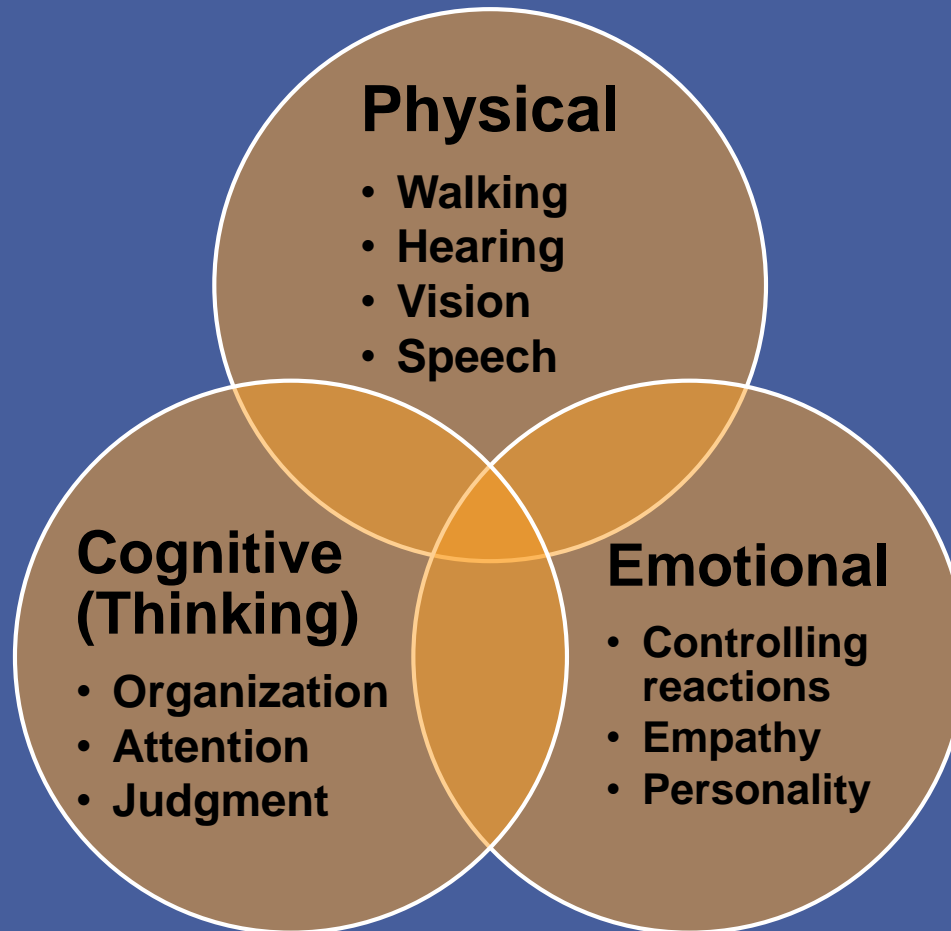 Physical
• Walking
• Hearing
• Vision
• Speech
Cognitive
(Thinking)
• Organization
• Attention
• Judgment
Emotional
• Controlling
reactions
• Empathy
• Personality